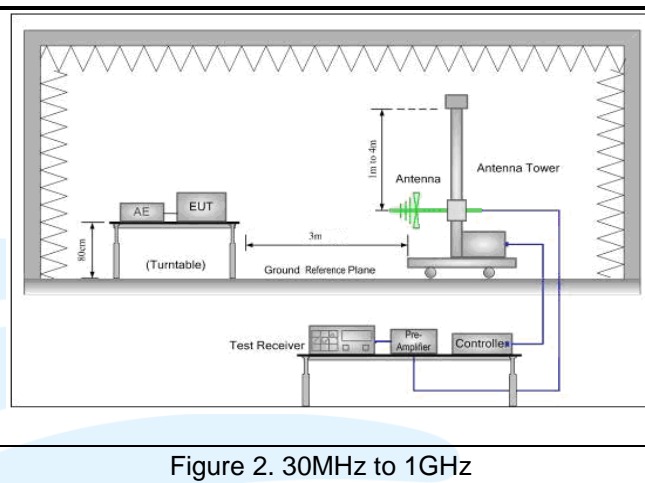 1m to 4m
Antenna
Antenna Tower
AE
EUT
80cm
(Turntable)
3m
Ground Reference Plane
Test Receiver
Pre-
Amplifier
Controller
Figure 2. 30MHz to 1GHz